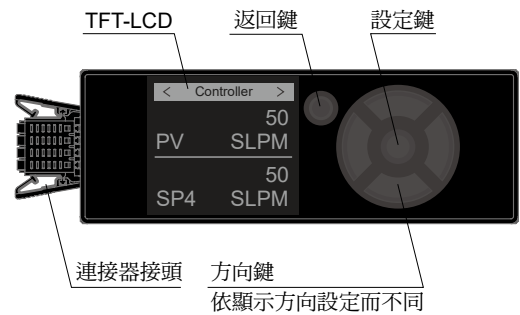 TFT-LCD
返回鍵
設定鍵
< Controller >
50
PV SLPM
50
SP4 SLPM
連接器接頭
方向鍵
依顯示方向設定而不同